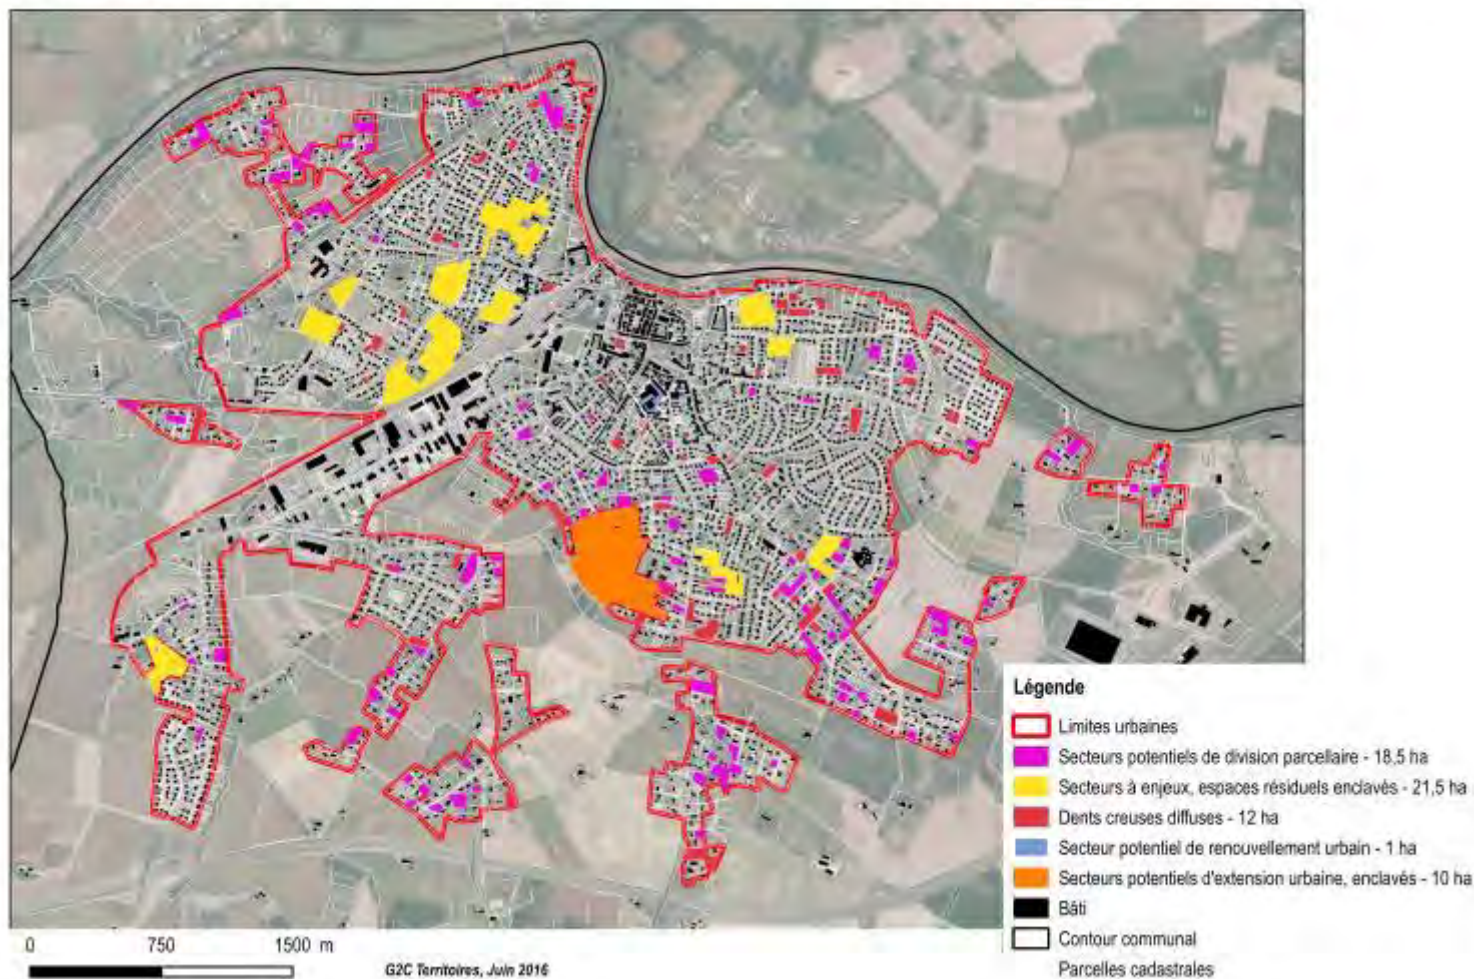 Légende
Limites urbaines
Secteurs potentiels de division parcellaire - 18,5 ha
Secteurs à enjeux, espaces résiduels enclavés - 21,5 ha
Dents creuses diffuses - 12 ha
Secteur potentiel de renouvellement urbain - 1 ha
Secteurs potentiels d'extension urbaine, enclavés - 10 ha
Bâti
Contour communal
Parcelles cadastrales
0 750 1500 m
G2C Territoires, Juin 2016